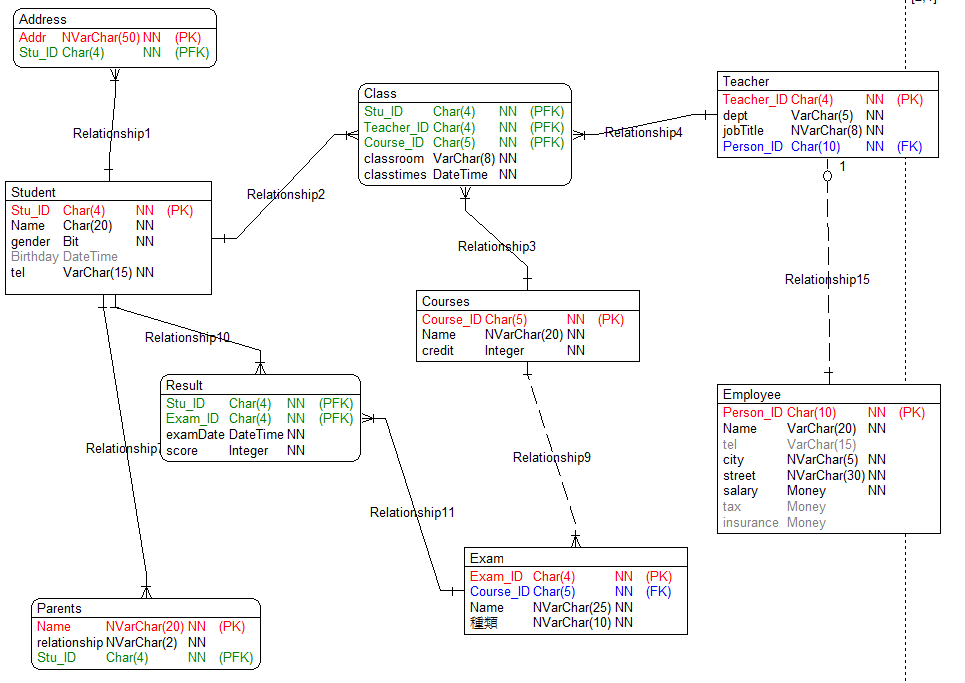 Address
Addr NVarChar(50) NN (PK)
Stu_ID Char(4) NN (PFK)
Relationship1
Student
Stu_ID Char(4) NN (PK)
Name Char(20) NN
gender Bit NN
Birthday DateTime
tel VarChar(15) NN
Relationship2
Class
Stu_ID Char(4) NN (PFK)
Teacher_ID Char(4) NN (PFK)
Course_ID Char(5) NN (PFK)
classroom VarChar(8) NN
classtimes DateTime NN
Relationship4
Teacher
Teacher_ID Char(4) NN (PK)
dept VarChar(5) NN
jobTitle NVarChar(8) NN
Person_ID Char(10) NN (FK)
1
Relationship3
Relationship15
Courses
Course_ID Char(5) NN (PK)
Name NVarChar(20) NN
credit Integer NN
Relationship10
Result
Stu_ID Char(4) NN (PFK)
Exam_ID Char(4) NN (PFK)
examDate DateTime NN
score Integer NN
Employee
Person_ID Char(10) NN (PK)
Name VarChar(20) NN
tel VarChar(15)
city NVarChar(5) NN
street NVarChar(30) NN
salary Money NN
tax Money
insurance Money
Relationship9
Relationship11
Exam
Exam_ID Char(4) NN (PK)
Course_ID Char(5) NN (FK)
Name NVarChar(25) NN
種類 NVarChar(10) NN
Parents
Name NVarChar(20) NN (PK)
relationship NVarChar(2) NN
Stu_ID Char(4) NN (PFK)